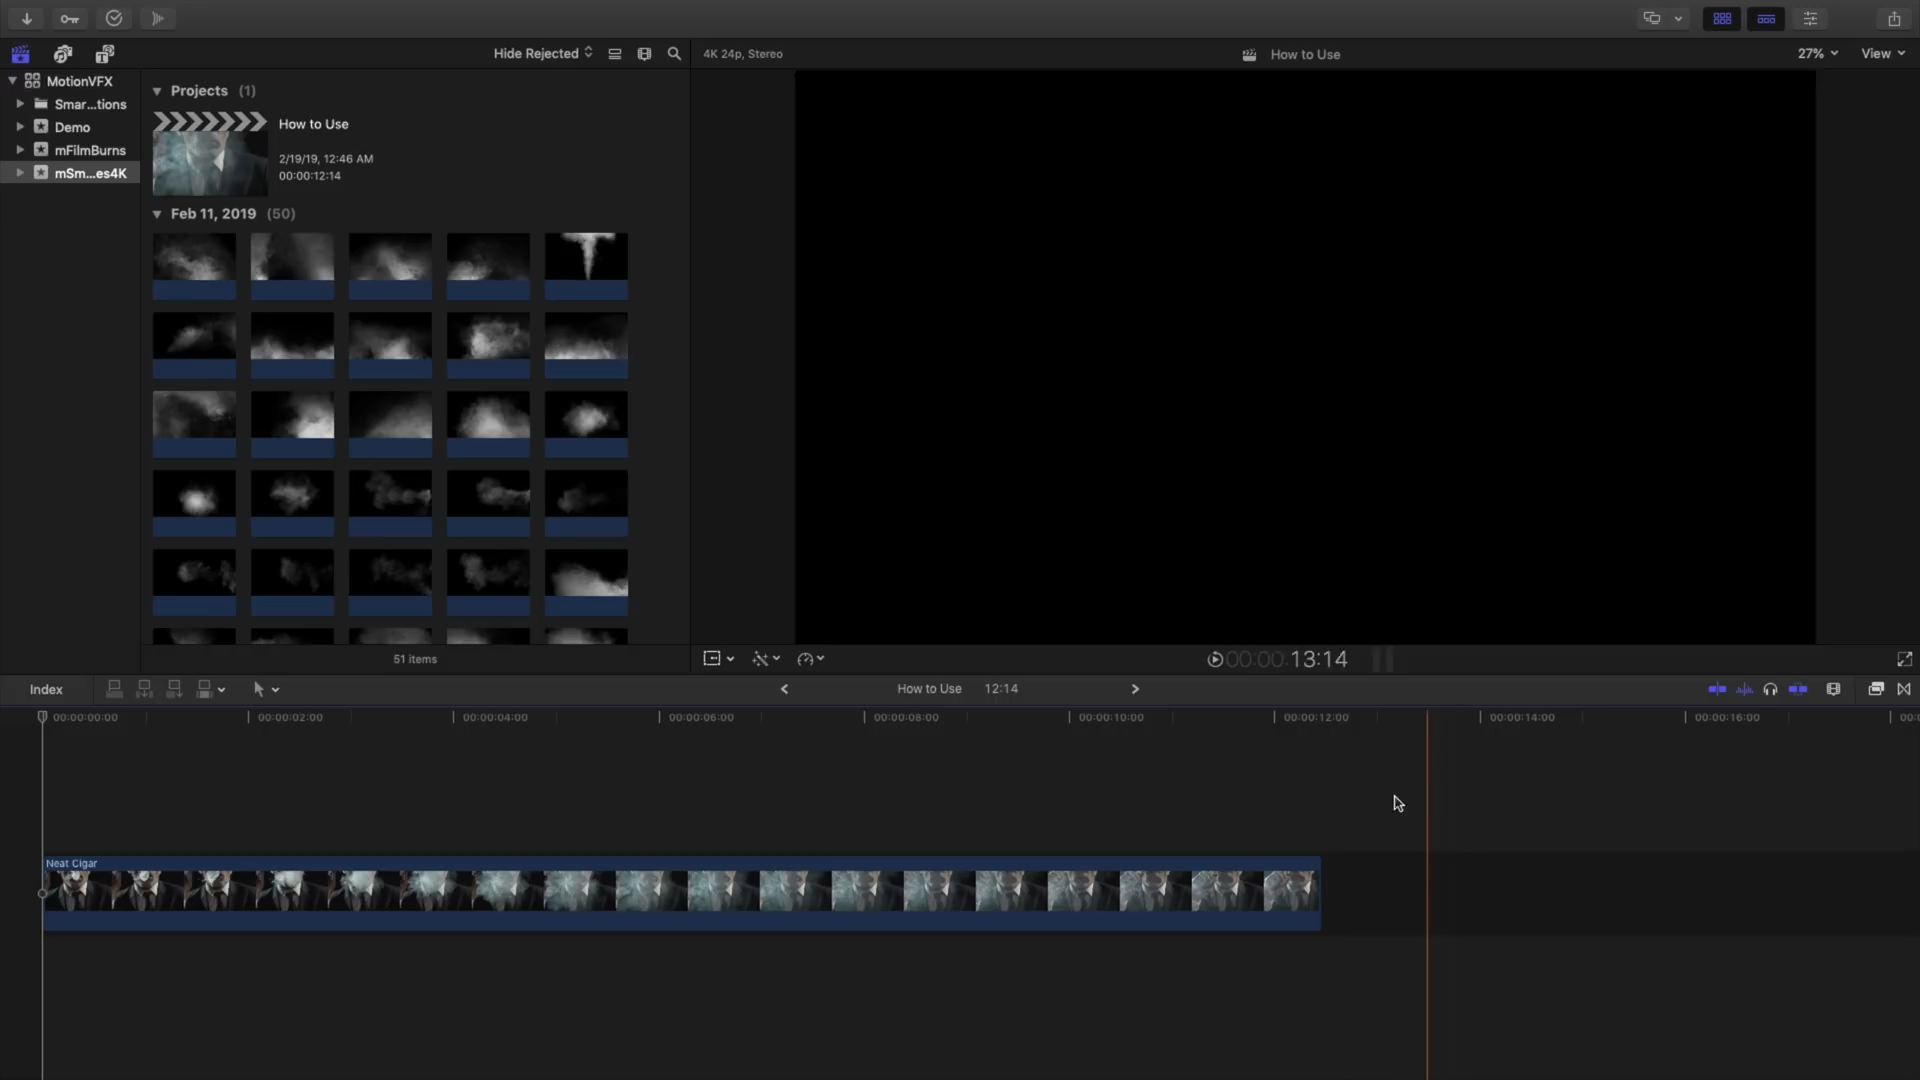 Hide Rejected
4K 24p, Stereo
How to Use
27%
View
MotionVFX
Smar...tions
Demo
mFilmBurns
mSm...es4K
Projects (1)
How to Use
2/19/19, 12:46 AM
00:00:12:14
Feb 11, 2019 (50)
51 items
00:00:13:14
Index
How to Use
12:14
00:00:00:00
00:00:02:00
00:00:04:00
00:00:06:00
00:00:08:00
00:00:10:00
00:00:12:00
00:00:14:00
00:00:16:00
Neat Cigar